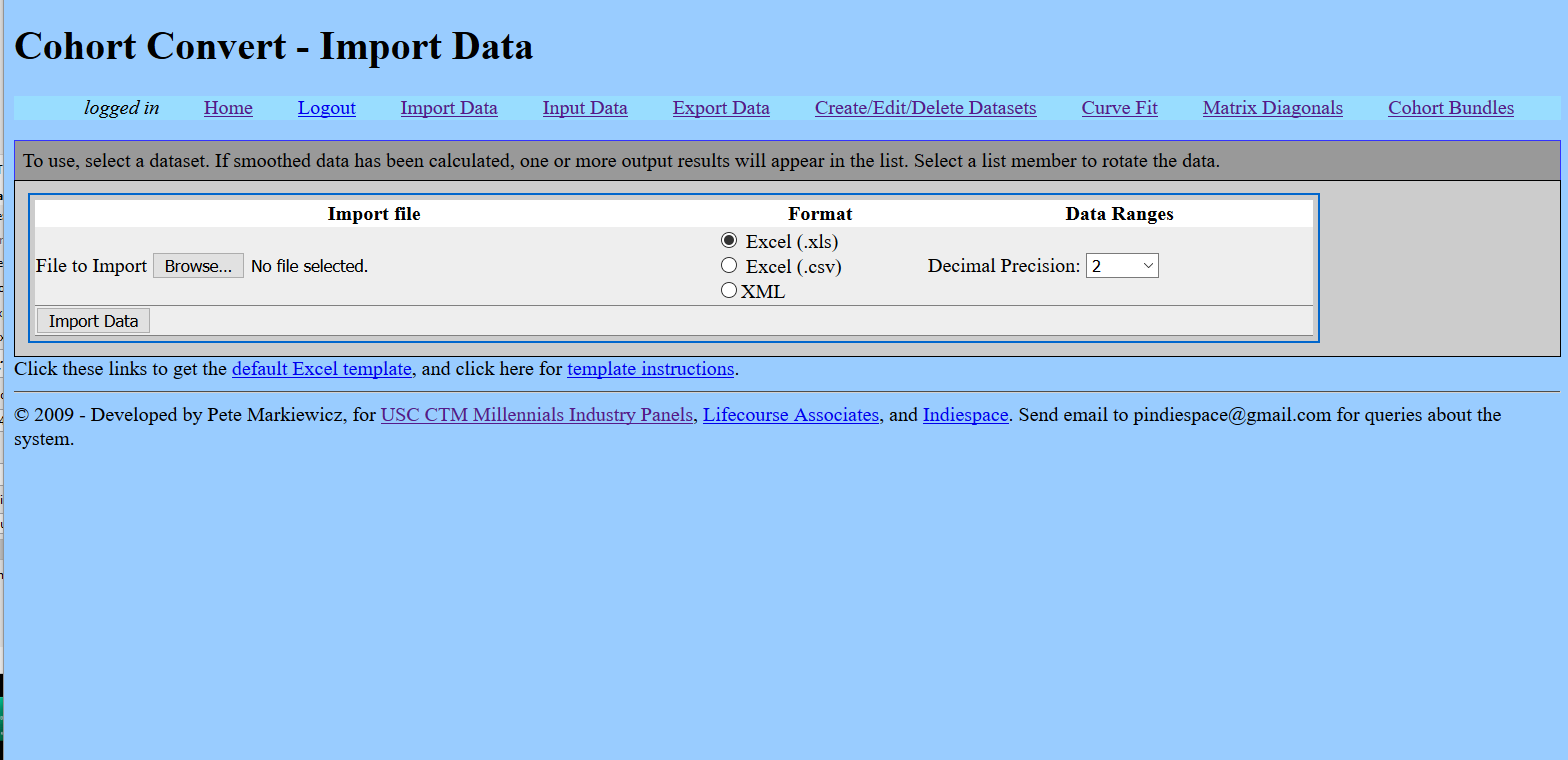 Cohort Convert - Import Data
logged in Home Logout Import Data Input Data Export Data Create/Edit/Delete Datasets Curve Fit Matrix Diagonals Cohort Bundles
To use, select a dataset. If smoothed data has been calculated, one or more output results will appear in the list. Select a list member to rotate the data.
Import file Format Data Ranges
Excel (.xls)
File to Import Browse... No file selected. Excel (.csv) Decimal Precision: 2
XML
Import Data
Click these links to get the default Excel template, and click here for template instructions.
© 2009 - Developed by Pete Markiewicz, for USC CTM Millennials Industry Panels, Lifecourse Associates, and Indiespace. Send email to pindiespace@gmail.com for queries about the
system.